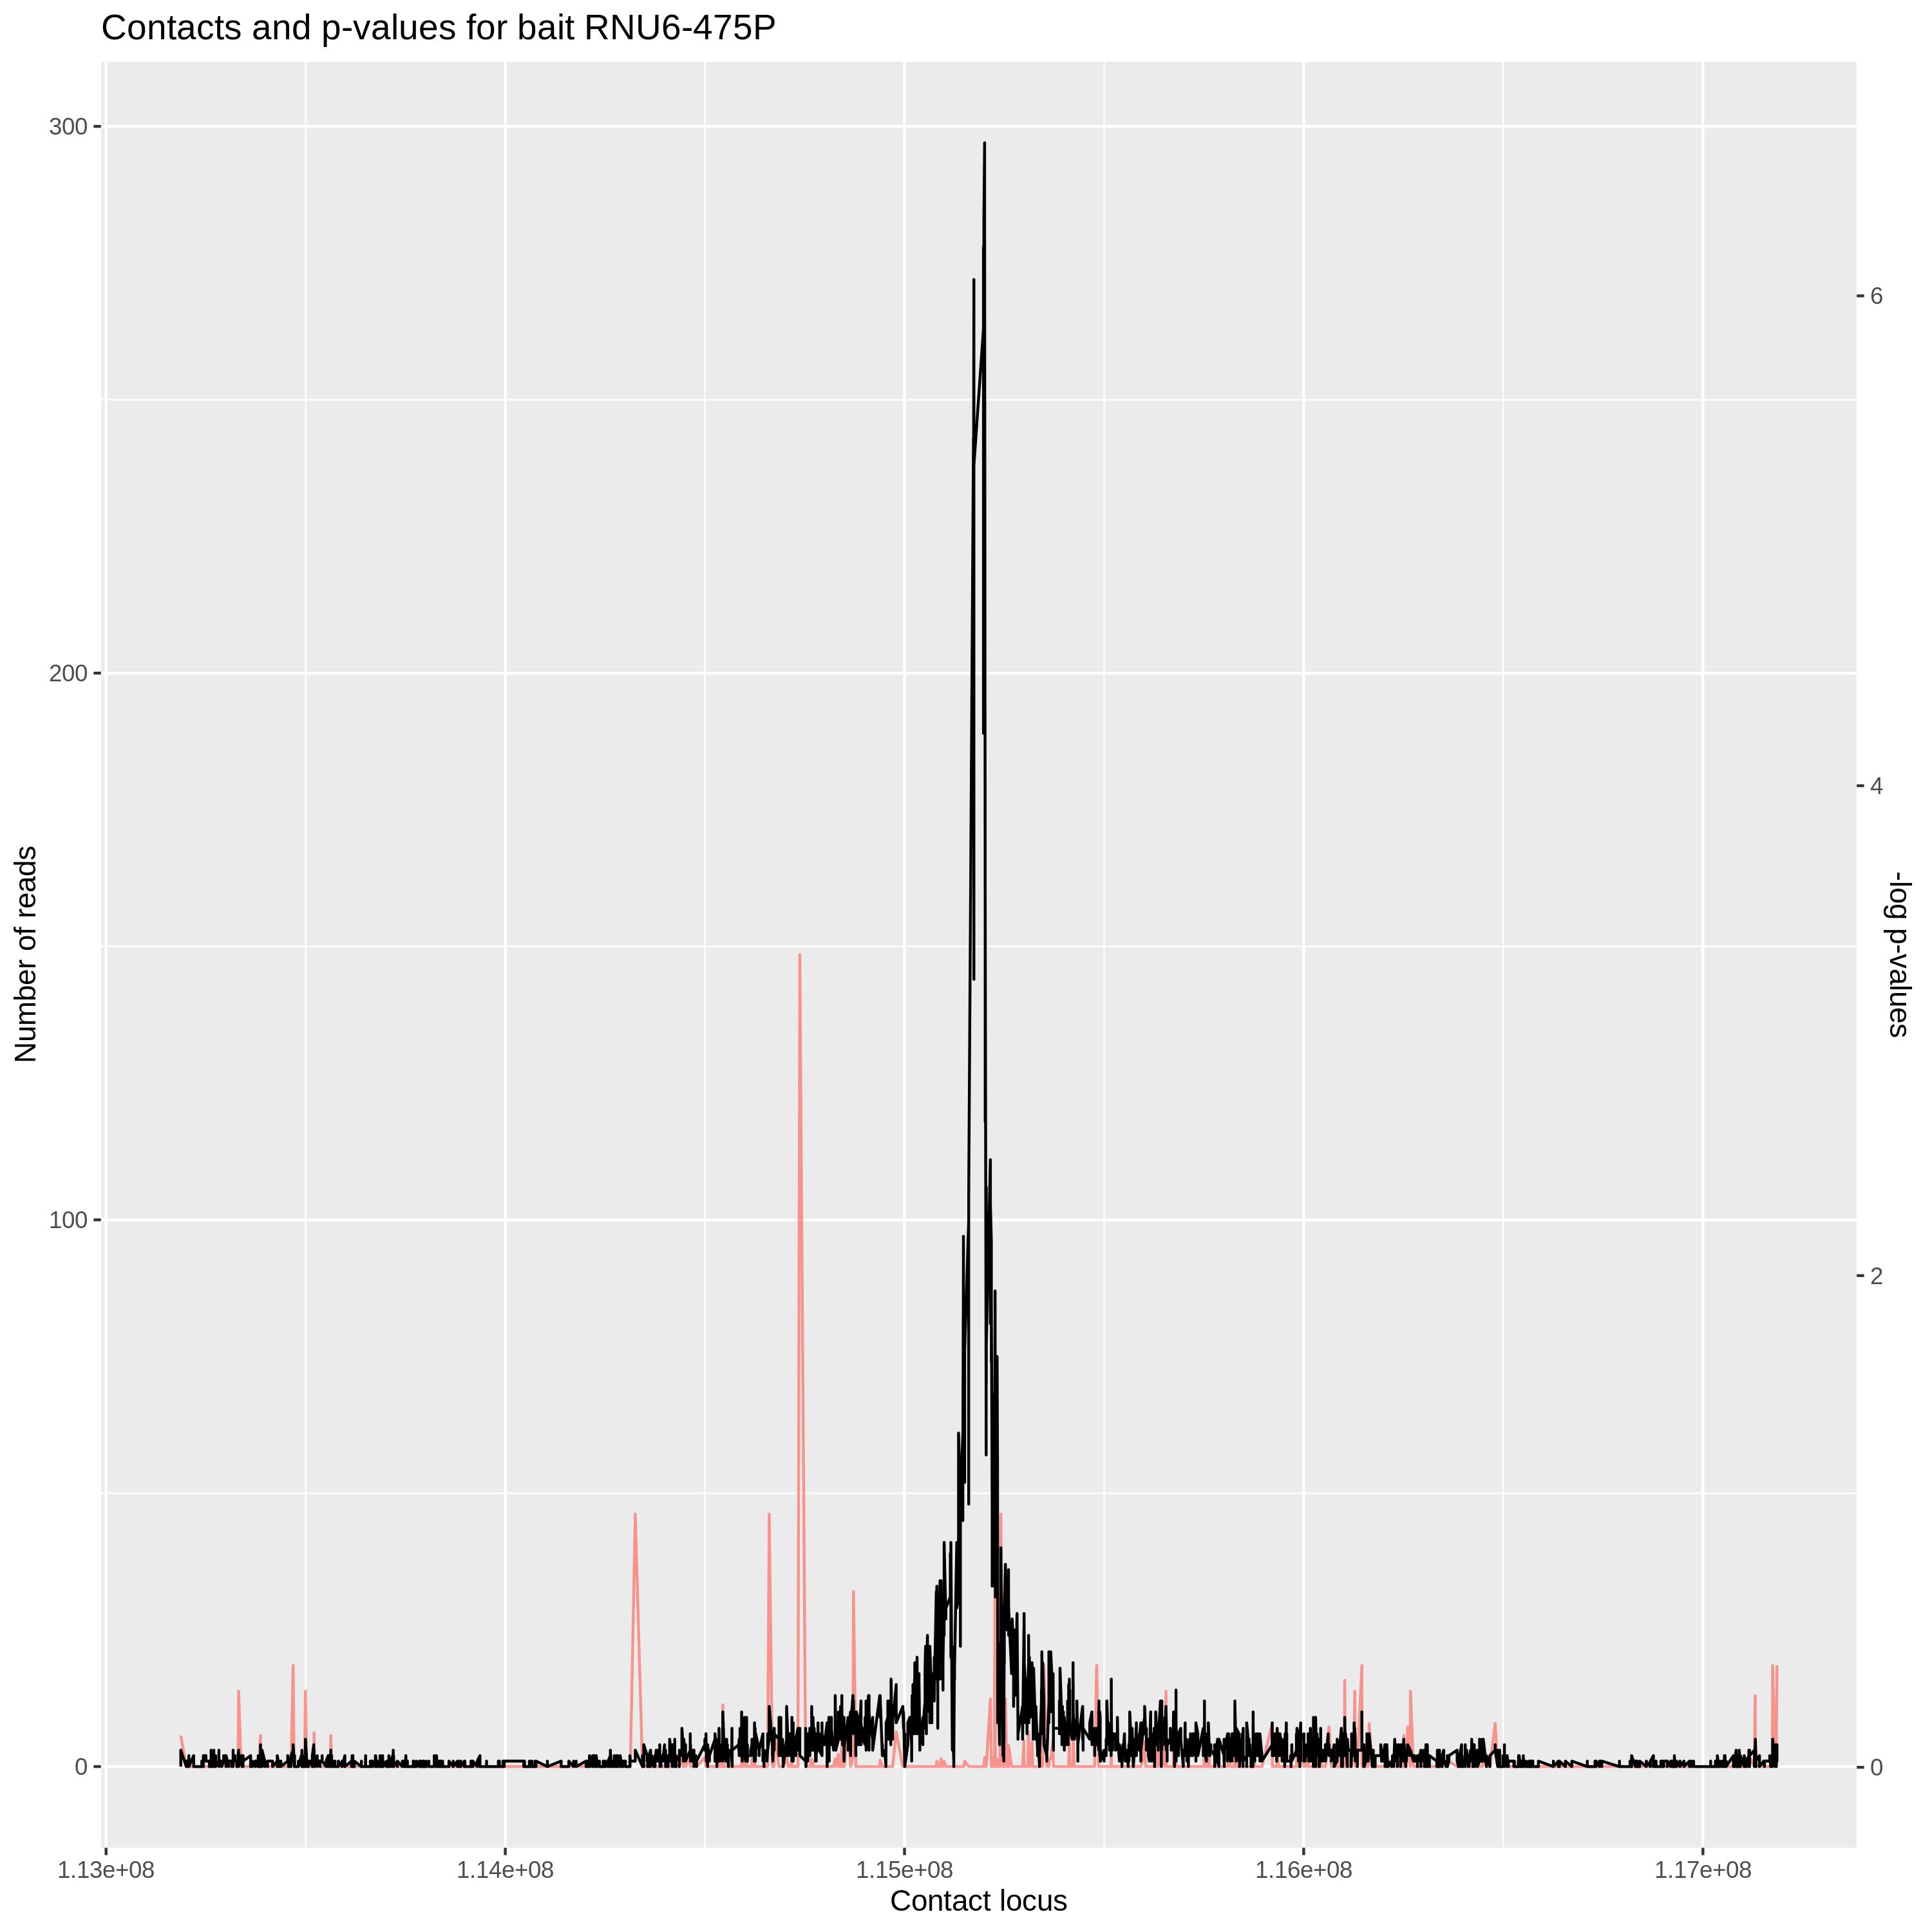 Contacts and p-values for bait RNU6-475P
300
200
100
0
Number of reads
6
4
2
0
-log p-values
1.13e+08
1.14e+08
1.15e+08
1.16e+08
1.17e+08
Contact locus